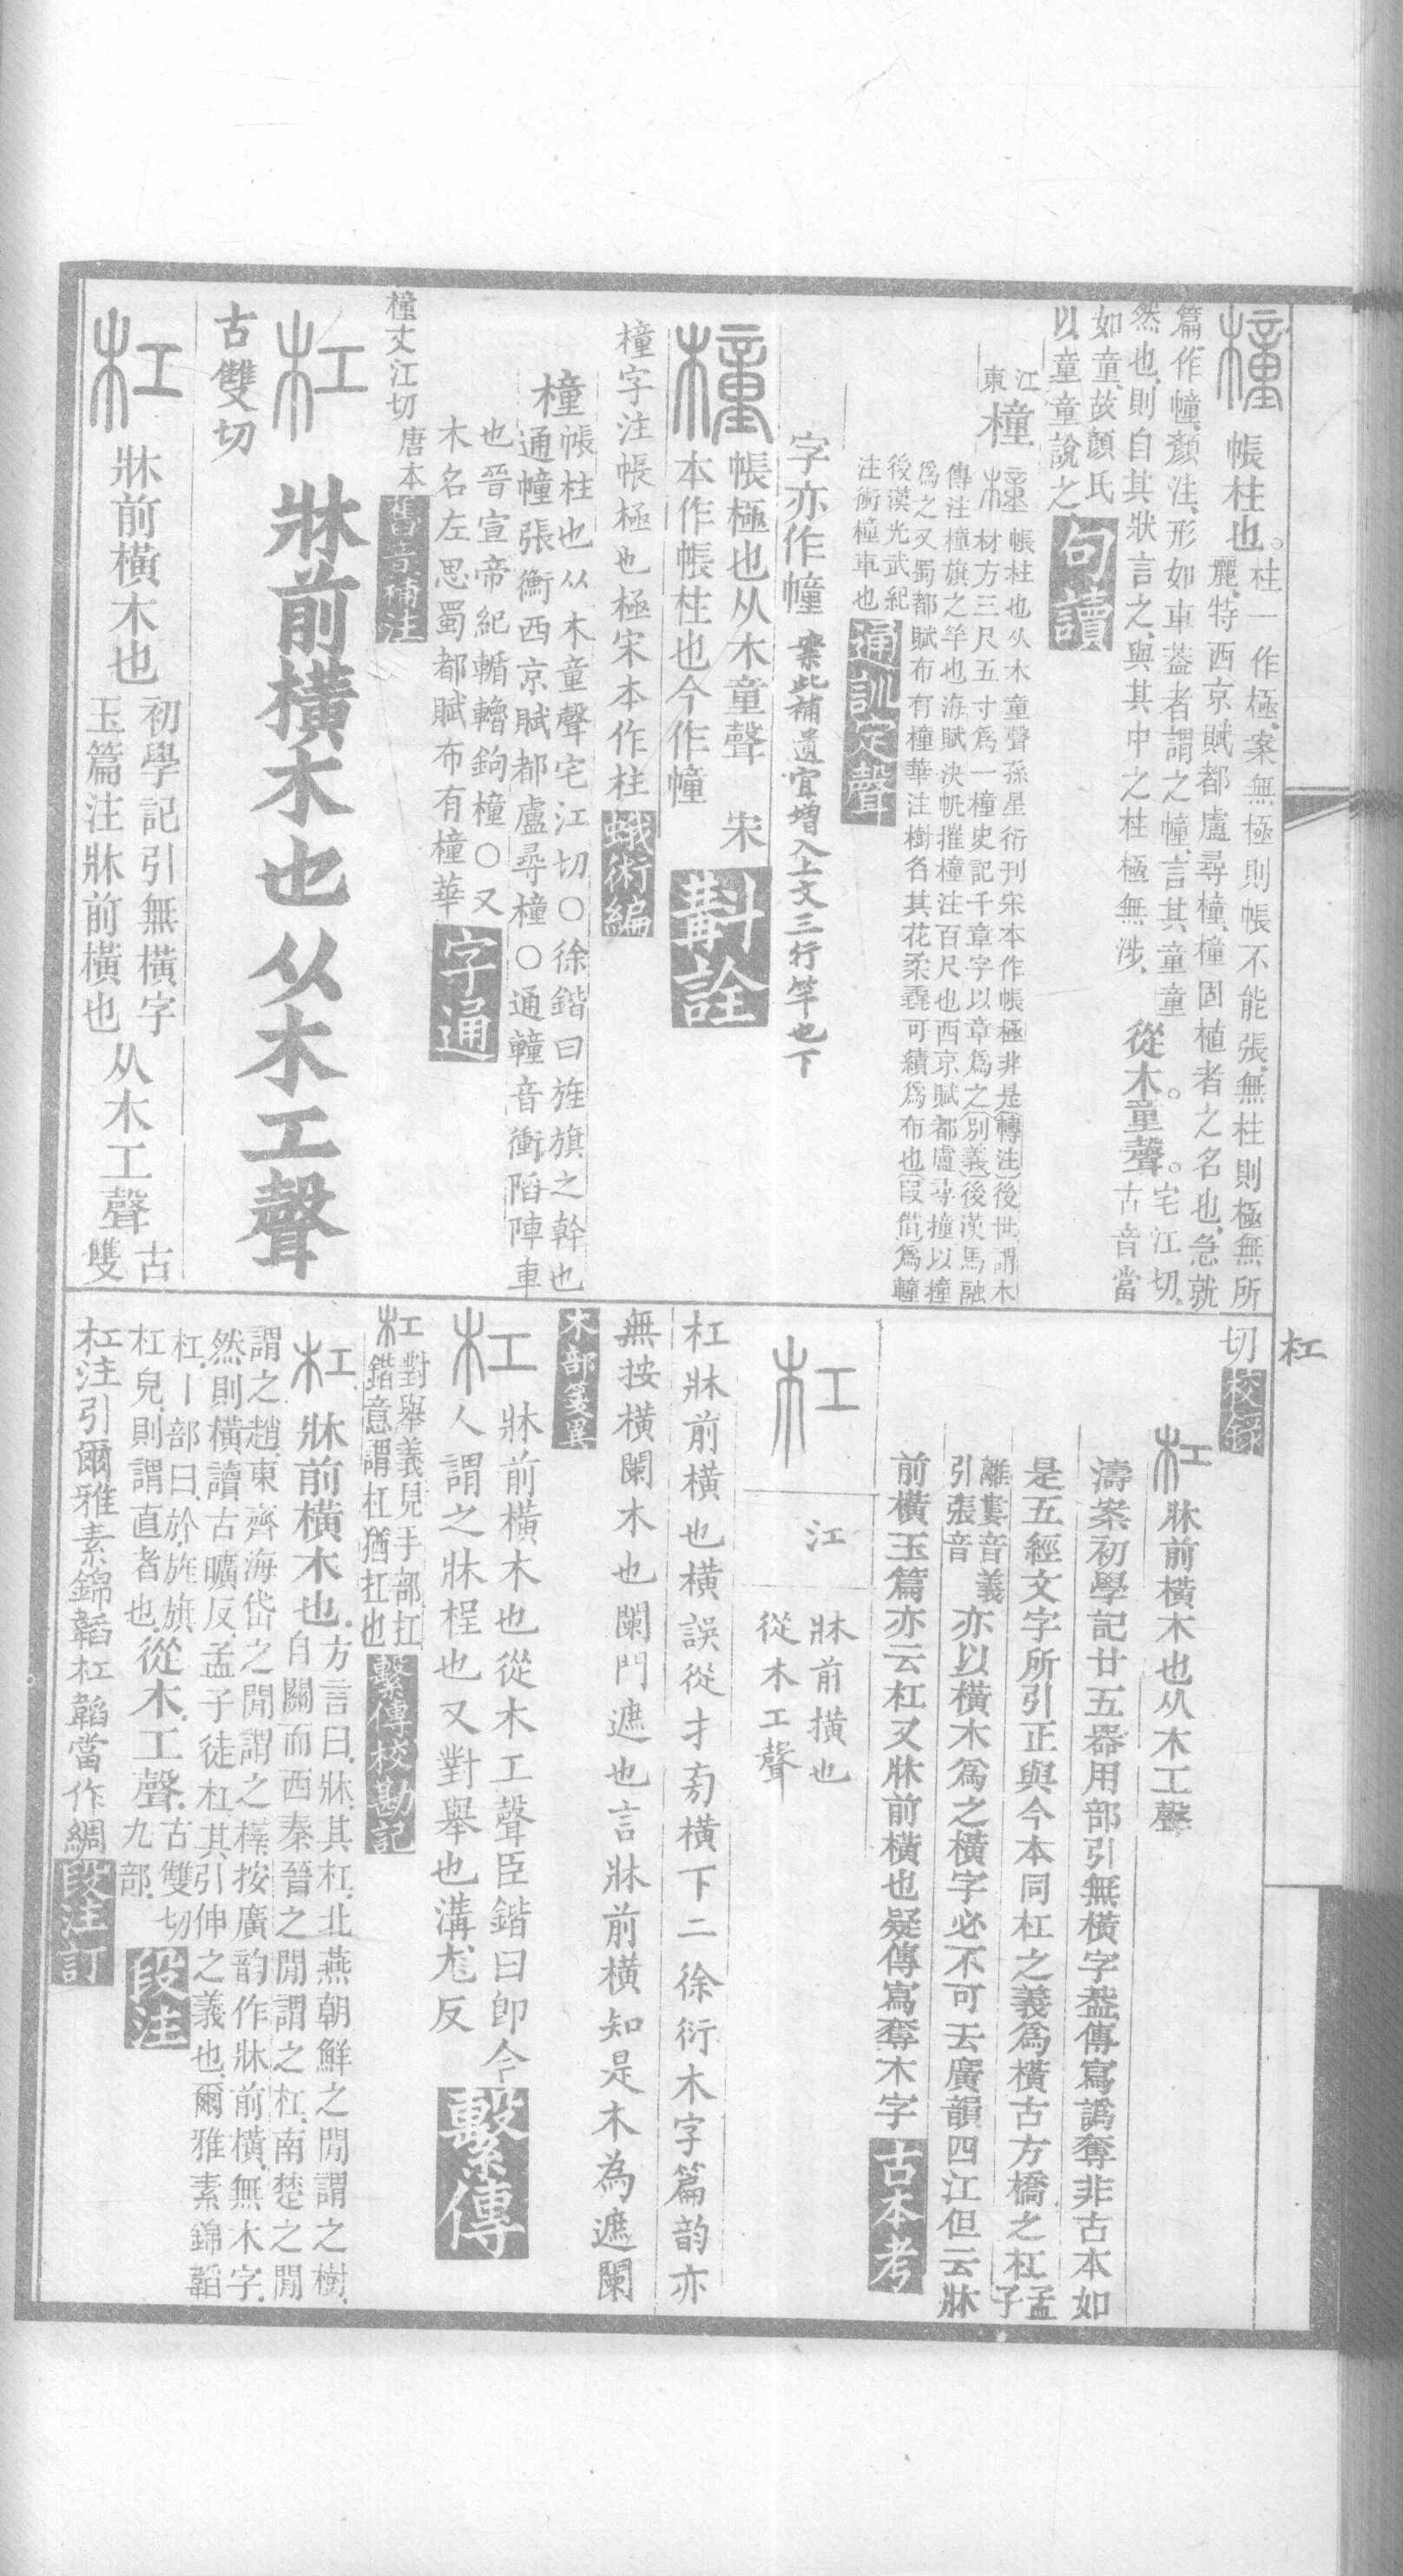 橦
帳柱也。柱一作極、案無極則帳不能張、無柱則極無所
麗、特西京賦都盧尋橦、橦固植者之名也、急就
篇作幢、顏注、形如車葢者謂之幢、言其童童
然也、則自其狀言之、與其中之柱極無涉、從木。童聲。宅江切、
如童、故顏氏
古音當
以童童說之 句讀
江
東
橦 帳柱也从木童聲孫星衍刊宋本作帳極非是(轉注)後世謂木
材方三尺五寸爲一橦史記千章字以章爲之(別義)後漢馬融
傳注橦旗之竿也海賦決帆摧橦注百尺也西京賦都盧尋橦以橦
爲之又蜀都賦布有橦華注樹名其花柔毳可績爲布也(叚借)爲轒
後漢光武紀
注衝橦車也 通訓定聲
字亦作幢 案此補遺宜增入上文三行竿也下
橦 帳極也从木童聲 宋
本作帳柱也今作幢 斠詮
橦字注帳極也極宋本作柱 蛾術編
橦 帳柱也从木童聲宅江切〇徐鍇曰旌旗之幹也
通幢張衡西京賦都盧尋橦〇通䡴音衝陷陣車
也晉宣帝紀輴轀鉤橦〇又
木名左思蜀都賦布有橦華 字通
橦丈江切 唐本 舊音補注
杠 牀前橫木也从木工聲
古雙切
杠 牀前橫木也 初學記引無橫字
玉篇注牀前橫也 从木工聲 古
雙
切 校錄
杠
杠 牀前橫木也从木工聲
濤案初學記廿五器用部引無橫字葢傳寫譌奪非古本如
是五經文字所引正與今本同杠之義爲橫古方橋之杠 孟
子
離婁音義
引張音 亦以橫木爲之橫字必不可去廣韻四江但云牀
前橫玉篇亦云杠又牀前橫也疑傳寫奪木字 古本考
杠
江
牀前橫也
從木工聲
杠牀前橫也橫誤從才㫄橫下二徐衍木字篇韵亦
無按橫闌木也闌門遮也言牀前橫知是木為遮闌
木部箋異
杠 牀前橫木也從木工聲臣鍇曰卽今
人謂之牀桯也又對舉也溝尨反 繫傳
杠 對舉義見手部扛
鍇意謂杠猶扛也 繫傳校勘記
杠 牀前橫木也、方言曰、牀、其杠、北燕朝鮮之閒謂之樹、
自關而西秦晉之閒謂之杠、南楚之閒
謂之趙、東齊海岱之閒謂之樺、按廣韵作牀前橫、無木字、
然則橫讀古曠反、孟子徒杠、其引伸之義也、爾雅素錦韜
杠、丨部曰、㫃、旌旗 從木、工聲、古雙切
杠皃、則謂直者也、 九部、 段注
杠注引爾雅素錦韜杠韜當作綢 段注訂